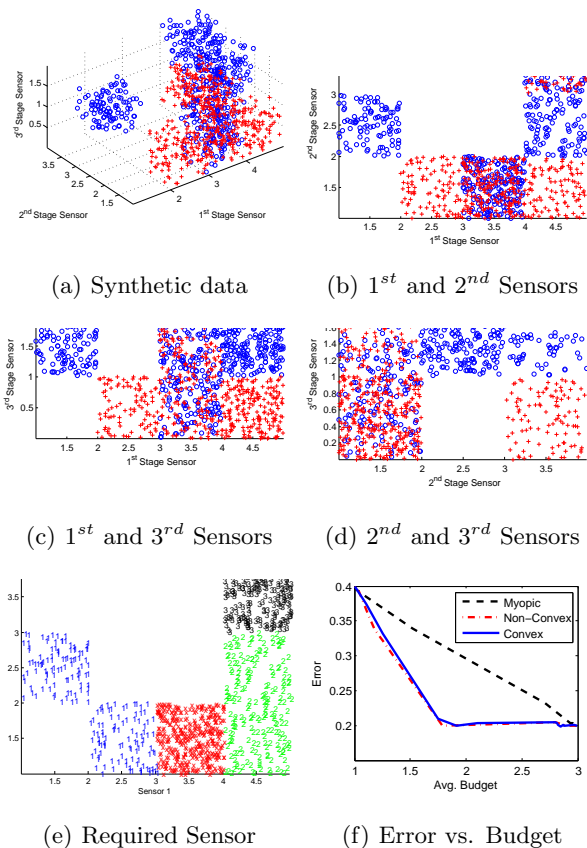 3rd Stage Sensor
1.5
1
0.5
3.5
3
2.5
2
1.5
2
3
4
2nd Stage Sensor
1st Stage Sensor
(a) Synthetic data
2nd Stage Sensor
3
2.5
2
1.5
1.5 2 2.5 3 3.5 4 4.5
1st Stage Sensor
(b) 1st and 2nd Sensors
3rd Stage Sensor
1.5
1
0.5
1.5 2 2.5 3 3.5 4 4.5
1st Stage Sensor
(c) 1st and 3rd Sensors
3rd Stage Sensor
1.6
1.4
1.2
1
0.8
0.6
0.4
0.2
1.5 2 2.5 3 3.5
2nd Stage Sensor
(d) 2nd and 3rd Sensors
3.5
3
2.5
2
1.5
1.5 2 2.5 3 3.5 4 4.5
Sensor 1
(e) Required Sensor
Error
0.4
0.35
0.3
0.25
0.2
1 1.5 2 2.5 3
Avg. Budget
Myopic
Non-Convex
Convex
(f) Error vs. Budget